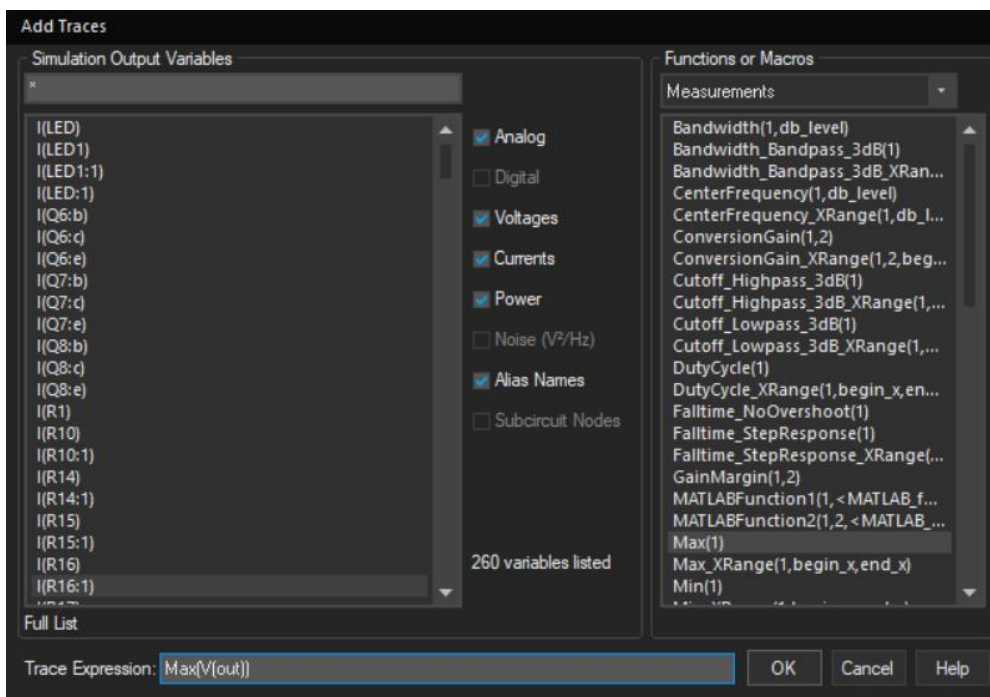 Add Traces
Simulation Output Variables
*
I(LED)
I(LED1)
I(LED1:1)
I(LED:1)
I(Q6:b)
I(Q6:c)
I(Q6:e)
I(Q7:b)
I(Q7:c)
I(Q7:e)
I(Q8:b)
I(Q8:c)
I(Q8:e)
I(R1)
I(R10)
I(R10:1)
I(R14)
I(R14:1)
I(R15)
I(R15:1)
I(R16)
I(R16:1)
Full List
Analog
Digital
Voltages
Currents
Power
Noise (V²/Hz)
Alias Names
Subcircuit Nodes
260 variables listed
Functions or Macros
Measurements
Bandwidth(1,db_level)
Bandwidth_Bandpass_3dB(1)
Bandwidth_Bandpass_3dB_XRan...
CenterFrequency(1,db_level)
CenterFrequency_XRange(1,db_l...
ConversionGain(1,2)
ConversionGain_XRange(1,2,beg...
Cutoff_Highpass_3dB(1)
Cutoff_Highpass_3dB_XRange(1,...
Cutoff_Lowpass_3dB(1)
Cutoff_Lowpass_3dB_XRange(1,...
DutyCycle(1)
DutyCycle_XRange(1,begin_x,en...
Falltime_NoOvershoot(1)
Falltime_StepResponse(1)
Falltime_StepResponse_XRange(...
GainMargin(1,2)
MATLABFunction1(1,<MATLAB_f...
MATLABFunction2(1,2,<MATLAB_...
Max(1)
Max_XRange(1,begin_x,end_x)
Min(1)
Trace Expression: Max(V(out))
OK Cancel Help